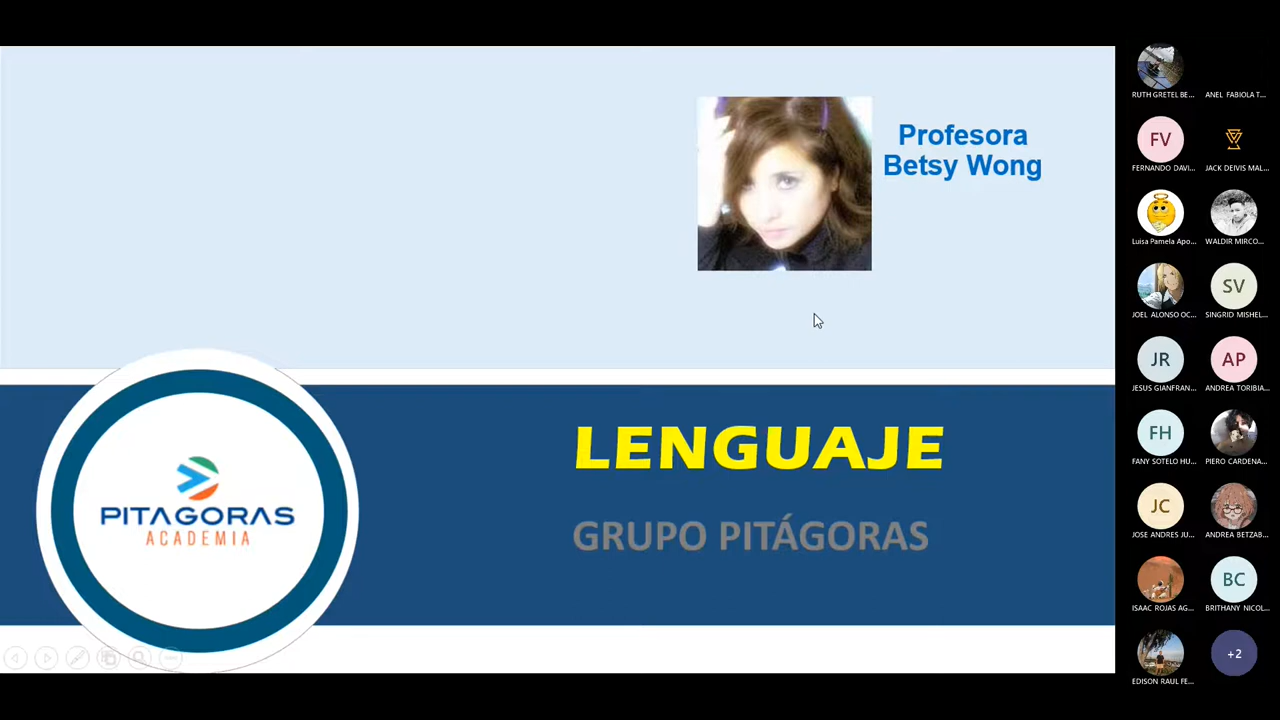 Profesora
Betsy Wong
LENGUAJE
GRUPO PITÁGORAS
PITAGORAS
ACADEMIA
RUTH GRETEL BE...
ANEL FABIOLA T...
FV
FERNANDO DAVI...
JACK DEIVIS MAL...
Luisa Pamela Apo...
WALDIR MIRCO...
JOEL ALONSO OC...
SV
SINGRID MISHEL...
JR
JESUS GIANFRAN...
AP
ANDREA TORIBIA...
FH
FANY SOTELO HU...
PIERO CARDENA...
JC
JOSE ANDRES JU...
ANDREA BETZAB...
ISAAC ROJAS AG...
BC
BRITHANY NICOL...
EDISON RAUL FE...
+2